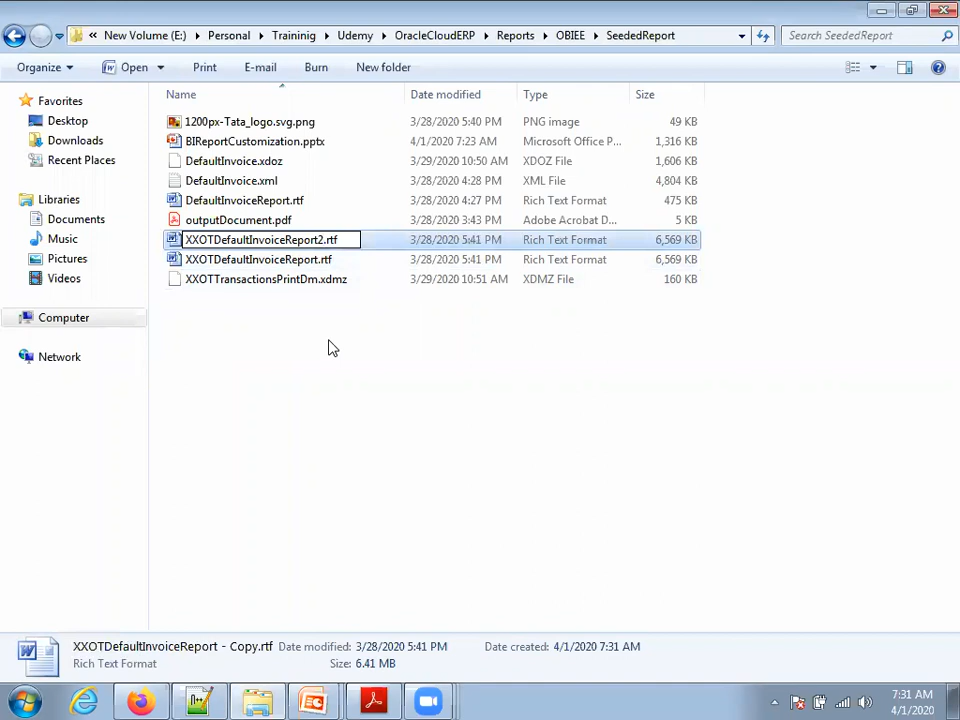 « New Volume (E:) Personal Traininig Udemy OracleCloudERP Reports OBIEE SeededReport Search SeededReport
Organize Open Print E-mail Burn New folder
Name Date modified Type Size
Favorites
Desktop
Downloads
Recent Places
Libraries
Documents
Music
Pictures
Videos
Computer
Network
1200px-Tata_logo.svg.png 3/28/2020 5:40 PM PNG image 49 KB
BIReportCustomization.pptx 4/1/2020 7:23 AM Microsoft Office P... 1,316 KB
DefaultInvoice.xdoz 3/29/2020 10:50 AM XDOZ File 1,606 KB
DefaultInvoice.xml 3/28/2020 4:28 PM XML File 4,804 KB
DefaultInvoiceReport.rtf 3/28/2020 4:27 PM Rich Text Format 475 KB
outputDocument.pdf 3/28/2020 3:43 PM Adobe Acrobat D... 5 KB
XXOTDefaultInvoiceReport2.rtf 3/28/2020 5:41 PM Rich Text Format 6,569 KB
XXOTDefaultInvoiceReport.rtf 3/28/2020 5:41 PM Rich Text Format 6,569 KB
XXOTTransactionsPrintDm.xdmz 3/29/2020 10:51 AM XDMZ File 160 KB
XXOTDefaultInvoiceReport - Copy.rtf Date modified: 3/28/2020 5:41 PM Date created: 4/1/2020 7:31 AM
Rich Text Format Size: 6.41 MB
7:31 AM
4/1/2020